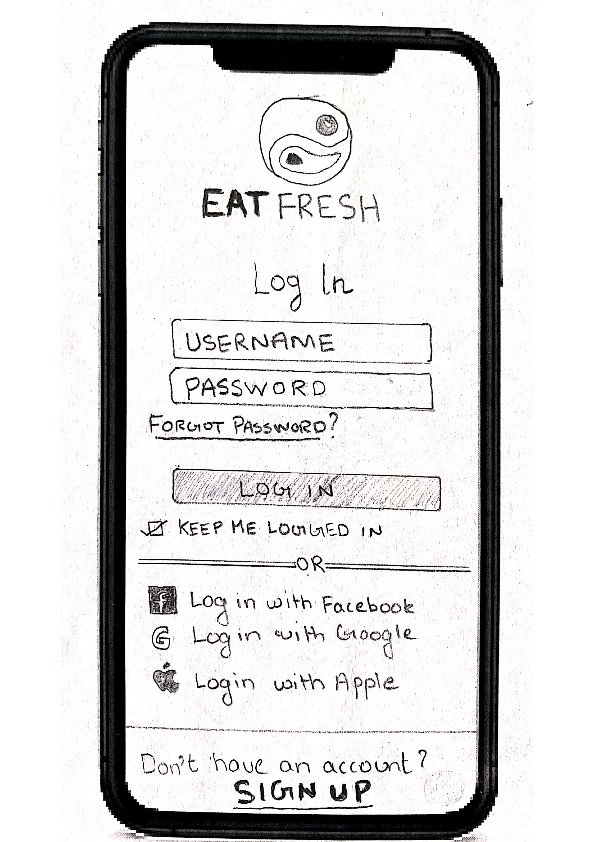 EAT FRESH
Log In
USERNAME
PASSWORD
FORGOT PASSWORD?
LOG IN
KEEP ME LOGGED IN
OR
f Log in with Facebook
G Log in with Google
Login with Apple
Don't have an account?
SIGN UP